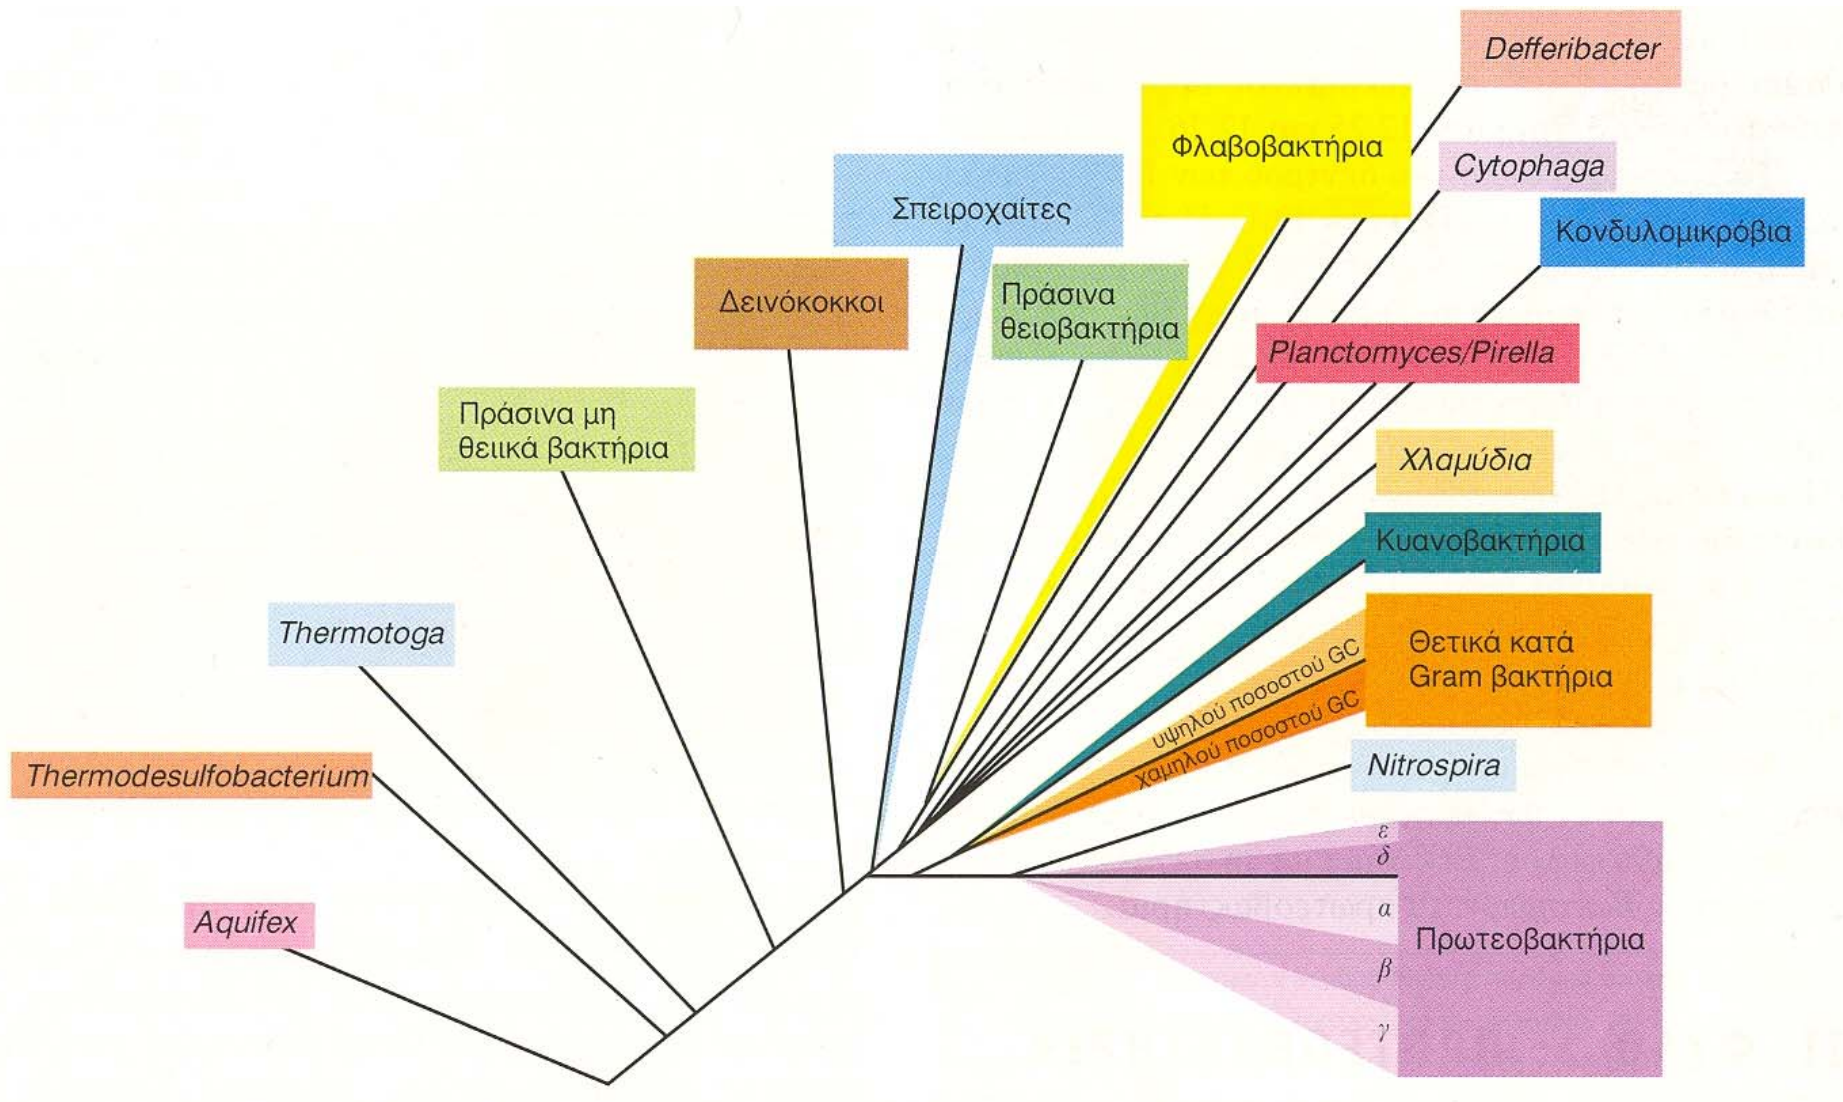 Defferibacter
Φλαβοβακτήρια
Cytophaga
Σπειροχαίτες
Κονδυλομικρόβια
Δεινόκοκκοι
Πράσινα
θειοβακτήρια
Planctomyces/Pirella
Πράσινα μη
θειικά βακτήρια
Χλαμύδια
Κυανοβακτήρια
Thermotoga
υψηλού ποσοστού GC
Θετικά κατά
Gram βακτήρια
χαμηλού ποσοστού GC
Thermodesulfobacterium
Nitrospira
ε
δ
Aquifex
α
Πρωτεοβακτήρια
β
γ